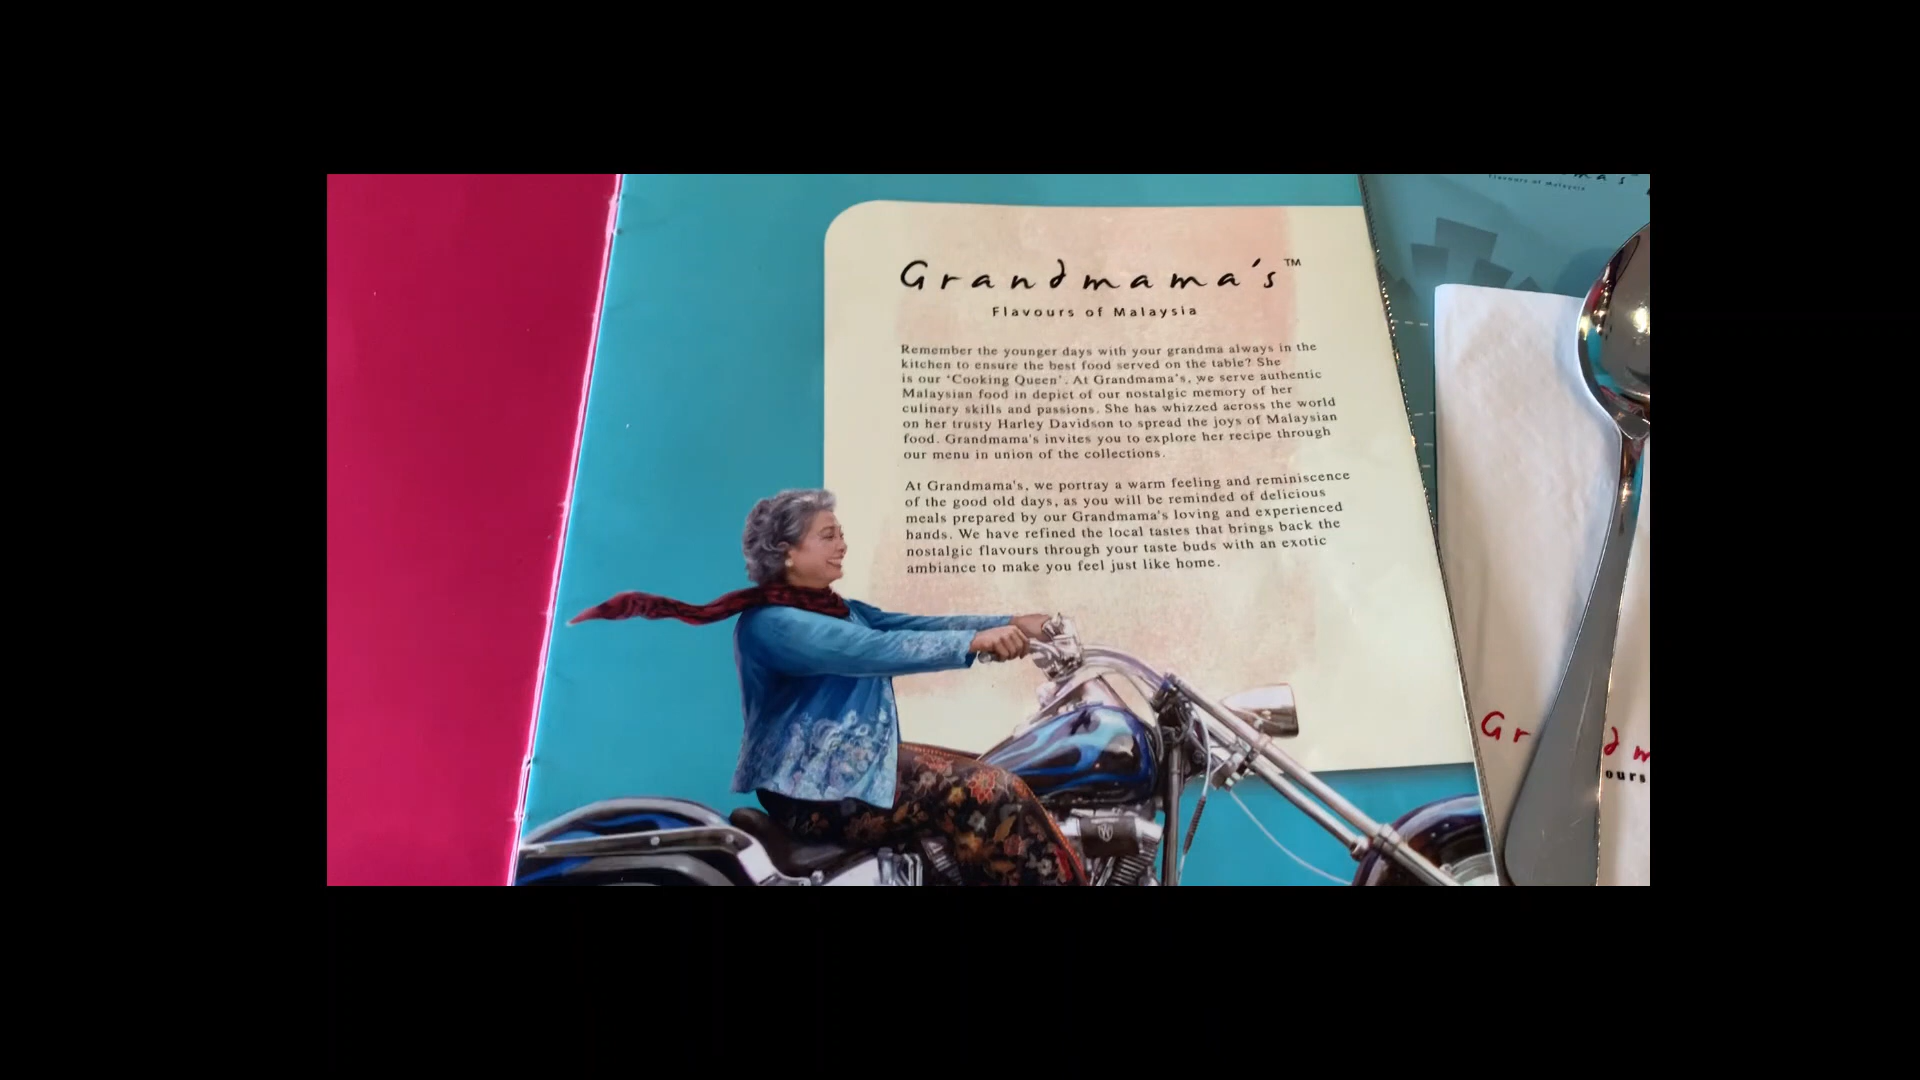 Grandmama's™
Flavours of Malaysia
Remember the younger days with your grandma always in the
kitchen to ensure the best food served on the table? She
is our 'Cooking Queen'. At Grandmama's, we serve authentic
Malaysian food in depict of our nostalgic memory of her
culinary skills and passions. She has whizzed across the world
on her trusty Harley Davidson to spread the joys of Malaysian
food. Grandmama's invites you to explore her recipe through
our menu in union of the collections.
At Grandmama's, we portray a warm feeling and reminiscence
of the good old days, as you will be reminded of delicious
meals prepared by our Grandmama's loving and experienced
hands. We have refined the local tastes that brings back the
nostalgic flavours through your taste buds with an exotic
ambiance to make you feel just like home.
Flavours of Malaysia